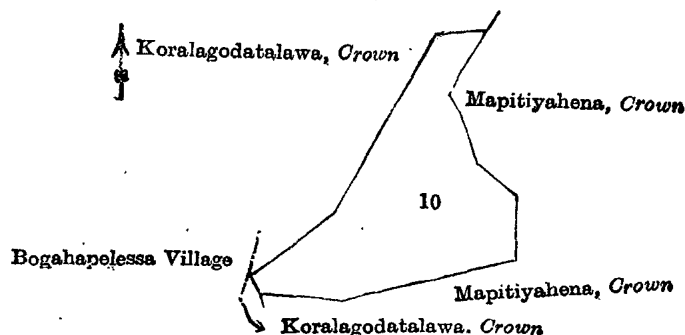 Koralagodatalawa, Crown
Mapitiyahena, Crown
10
Bogahapelessa Village
Mapitiyahena, Crown
Koralagodatalawa. Crown